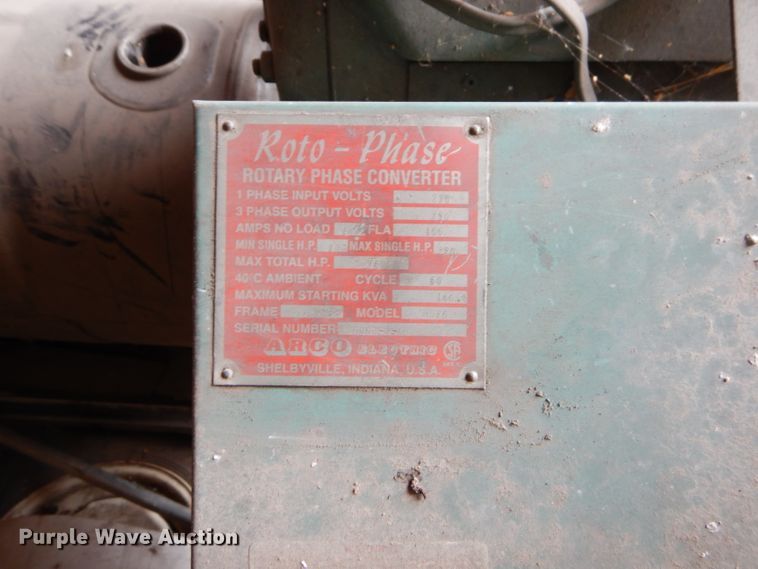 Roto - Phase
ROTARY PHASE CONVERTER
1 PHASE INPUT VOLTS
3 PHASE OUTPUT VOLTS
AMPS NO LOAD FLA
MIN SINGLE H.P. MAX SINGLE H.P.
MAX TOTAL H.P.
40°C AMBIENT CYCLE 60
MAXIMUM STARTING KVA
FRAME MODEL
SERIAL NUMBER
ARCO ELECTRIC
SHELBYVILLE, INDIANA, U.S.A.
Purple Wave Auction